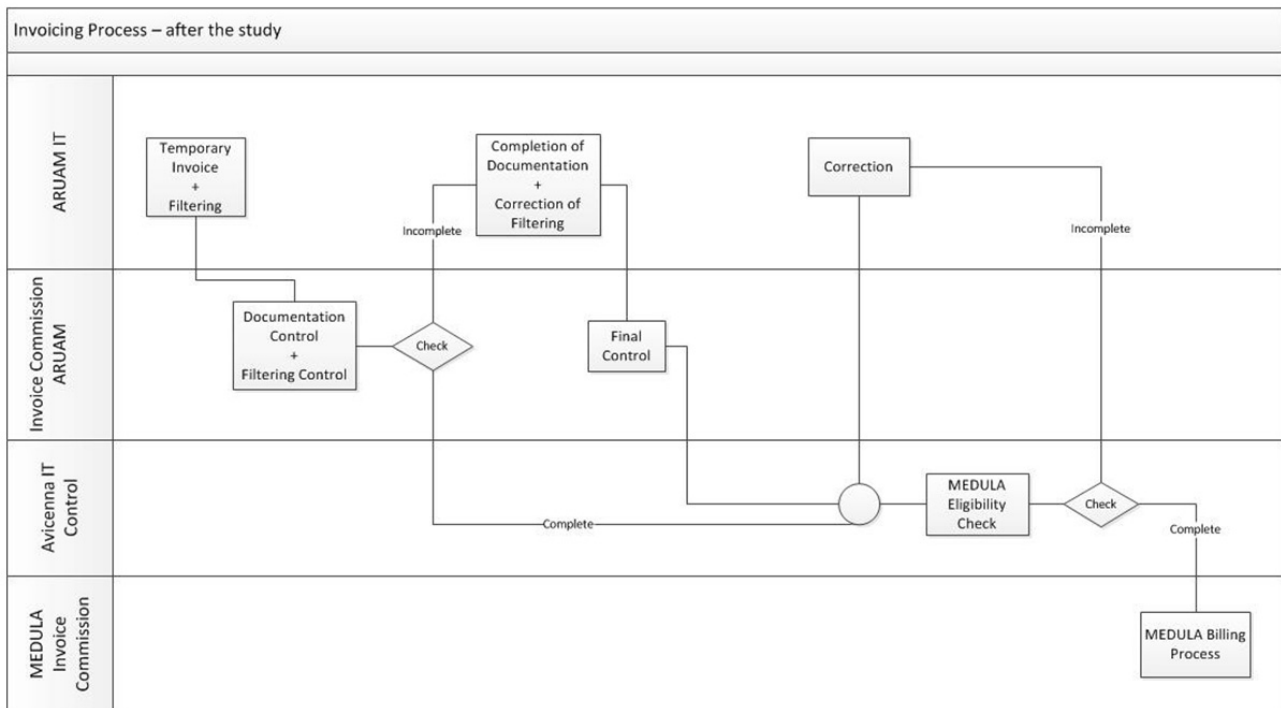 Invoicing Process – after the study
ARUAM IT
Temporary
Invoice
+
Filtering
Completion of
Documentation
+
Correction of
Filtering
Correction
Incomplete
Incomplete
Invoice Commission
ARUAM
Documentation
Control
+
Filtering Control
Check
Final
Control
Avicenna IT
Control
MEDULA
Eligibility
Check
Check
Complete
Complete
MEDULA
Invoice
Commission
MEDULA Billing
Process